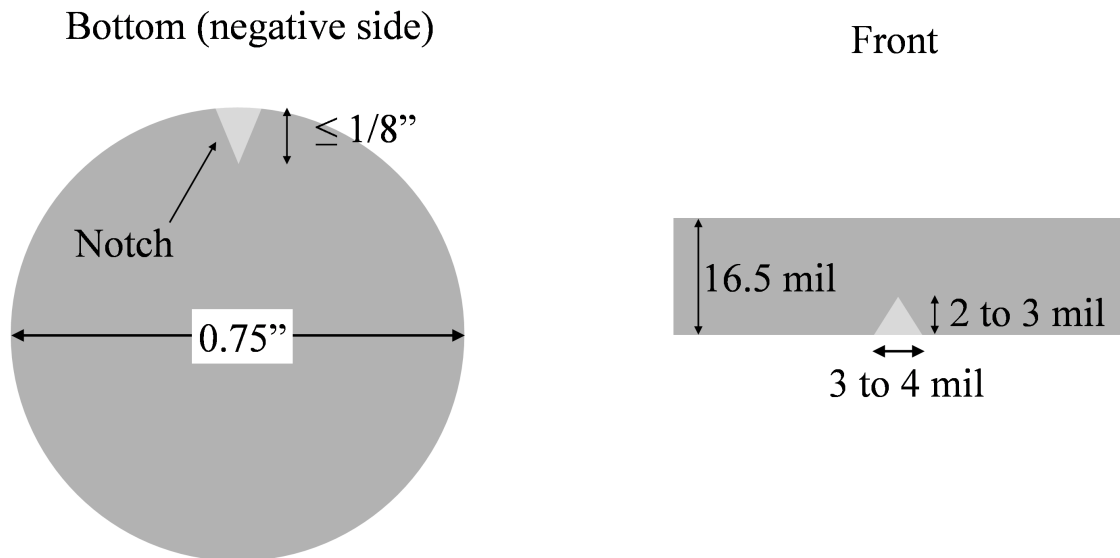 Bottom (negative side)
≤ 1/8”
Notch
0.75”
Front
16.5 mil
2 to 3 mil
3 to 4 mil